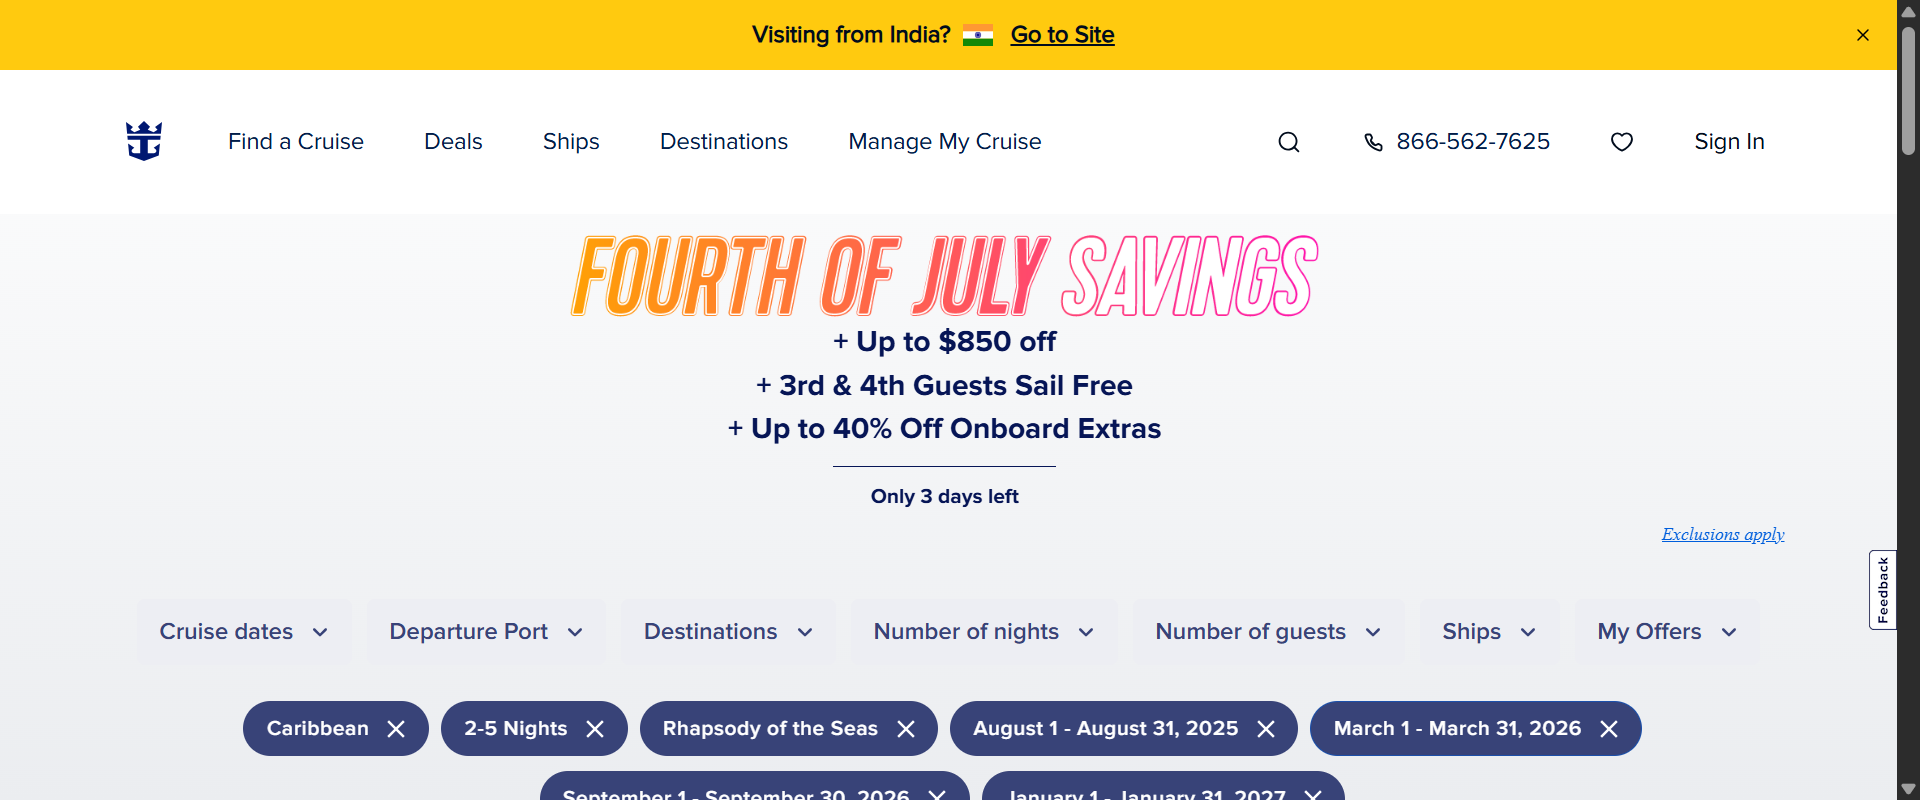 Visiting from India? Go to Site
Find a Cruise Deals Ships Destinations Manage My Cruise 866-562-7625 Sign In
FOURTH OF JULY SAVINGS
+ Up to $850 off
+ 3rd & 4th Guests Sail Free
+ Up to 40% Off Onboard Extras
Only 3 days left
Exclusions apply
Feedback
Cruise dates Departure Port Destinations Number of nights Number of guests Ships My Offers
Caribbean 2-5 Nights Rhapsody of the Seas August 1 - August 31, 2025 March 1 - March 31, 2026
September 1 - September 30, 2026 January 1 - January 31, 2027